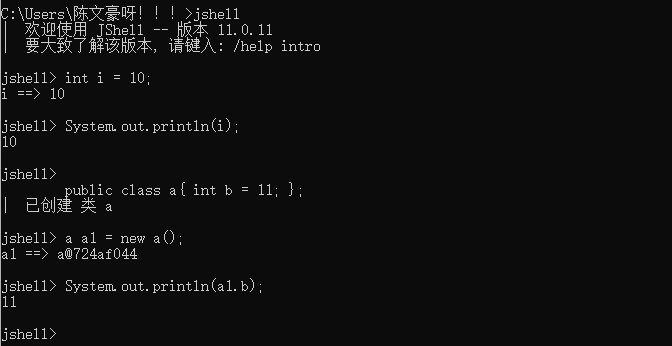 C:\Users\陈文豪呀！！！>jshell
|  欢迎使用 JShell -- 版本 11.0.11
|  要大致了解该版本, 请键入: /help intro
jshell> int i = 10;
i ==> 10
jshell> System.out.println(i);
10
jshell>
public class a{ int b = 11; };
|  已创建 类 a
jshell> a a1 = new a();
a1 ==> a@724af044
jshell> System.out.println(a1.b);
11
jshell>